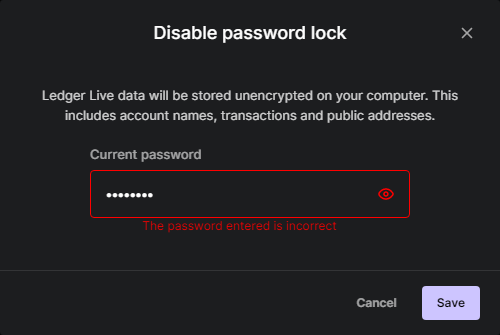 Disable password lock
Ledger Live data will be stored unencrypted on your computer. This
includes account names, transactions and public addresses.
Current password
••••••••
The password entered is incorrect
Cancel
Save